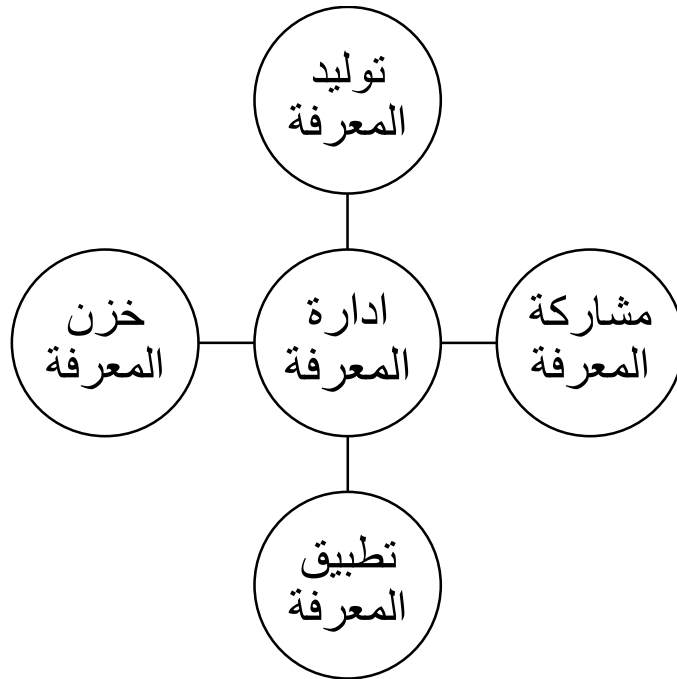 توليد
المعرفة
مشاركة
المعرفة
ادارة
المعرفة
خزن
المعرفة
تطبيق
المعرفة